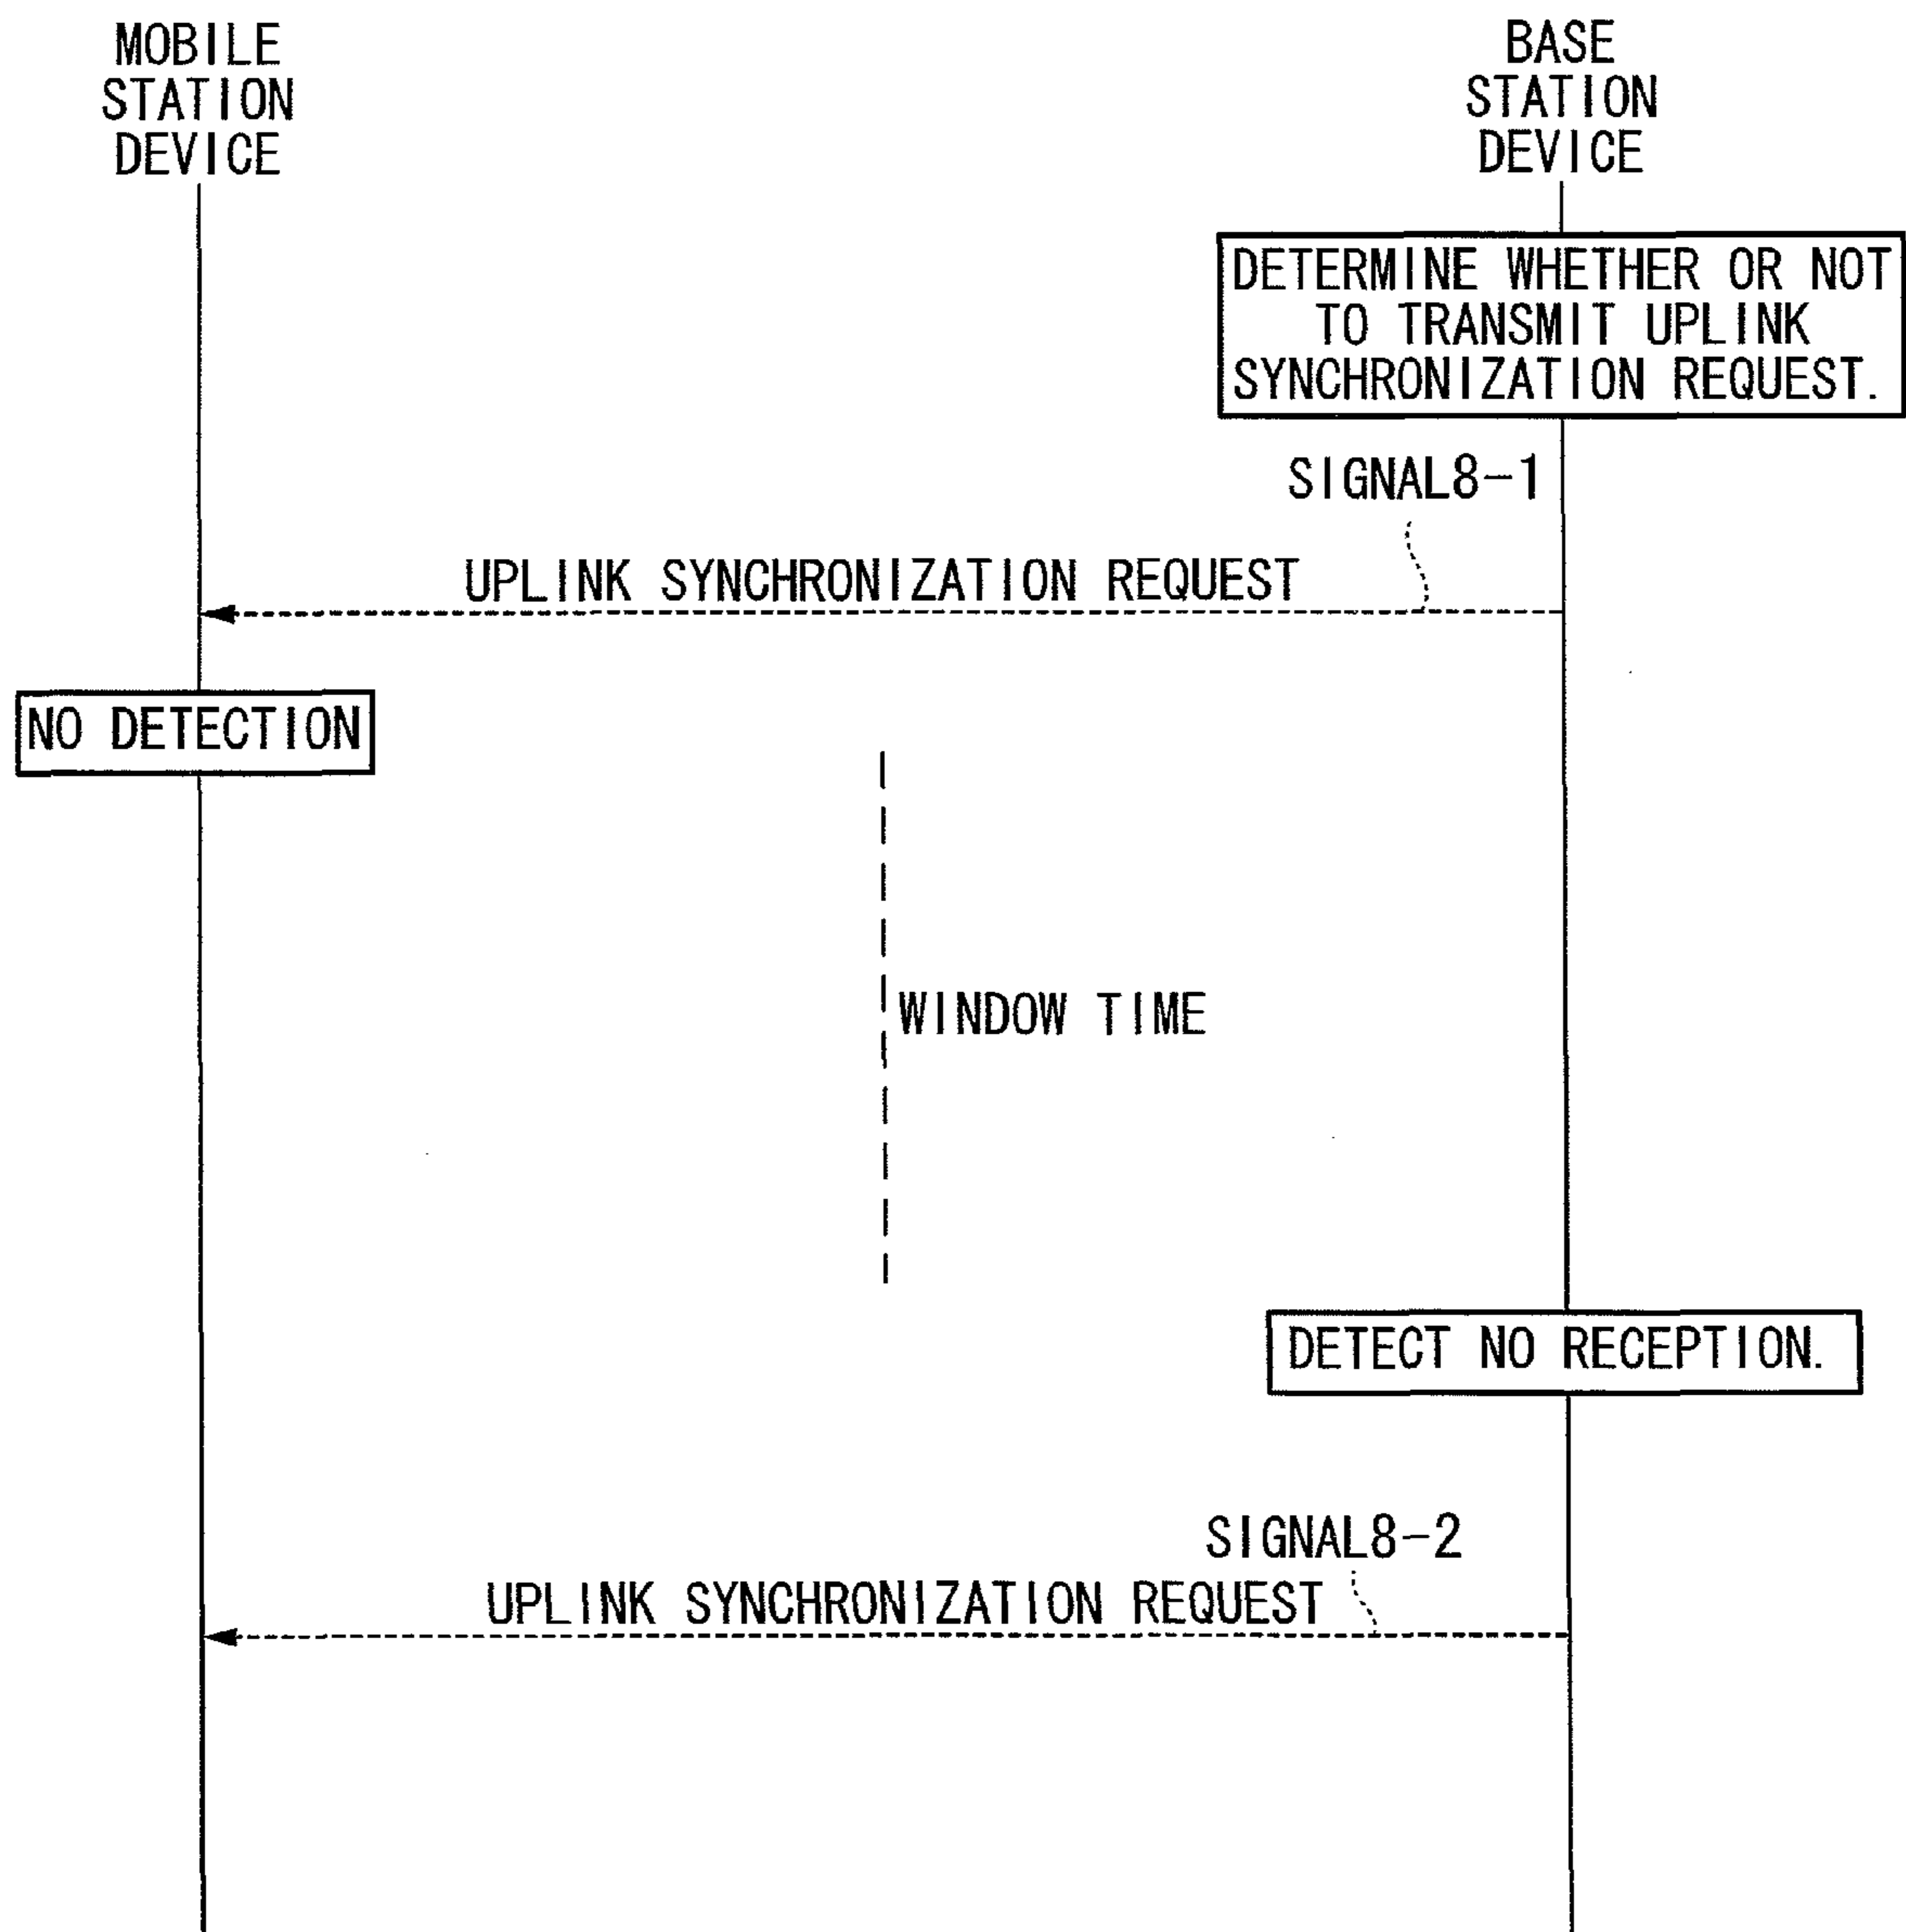 MOBILE
STATION
DEVICE
BASE
STATION
DEVICE
DETERMINE WHETHER OR NOT
TO TRANSMIT UPLINK
SYNCHRONIZATION REQUEST.
SIGNAL8-1
UPLINK SYNCHRONIZATION REQUEST
NO DETECTION
WINDOW TIME
DETECT NO RECEPTION.
SIGNAL8-2
UPLINK SYNCHRONIZATION REQUEST